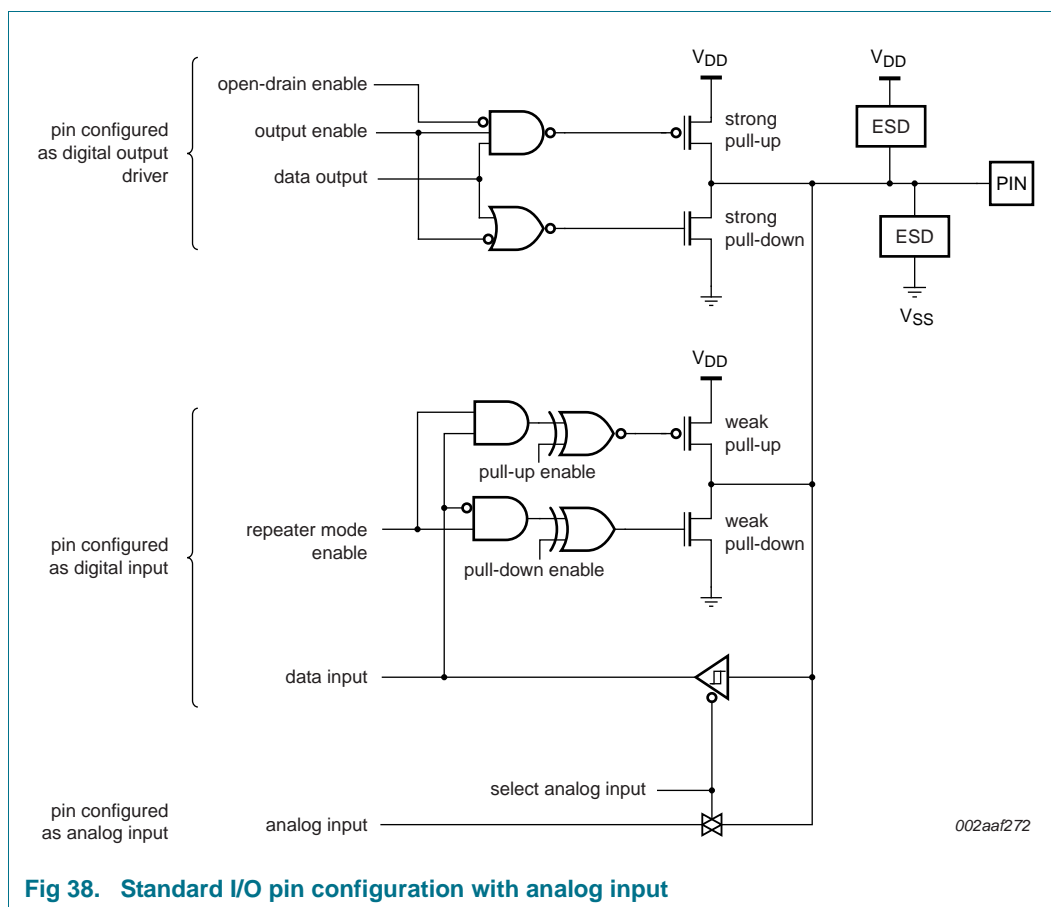 VDD
VDD
open-drain enable
strong
pull-up
ESD
pin configured
as digital output
driver
output enable
data output
PIN
strong
pull-down
ESD
VSS
VDD
weak
pull-up
pull-up enable
repeater mode
enable
weak
pull-down
pull-down enable
pin configured
as digital input
data input
select analog input
pin configured
as analog input
analog input
002aaf272
Fig 38. Standard I/O pin configuration with analog input